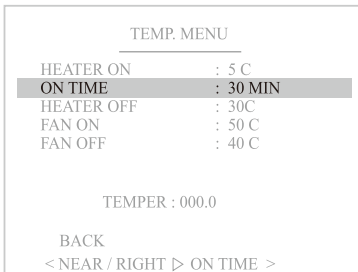 TEMP. MENU
HEATER ON : 5 C
ON TIME : 30 MIN
HEATER OFF : 30C
FAN ON : 50 C
FAN OFF : 40 C
TEMPER : 000.0
BACK
< NEAR / RIGHT ▷ ON TIME >